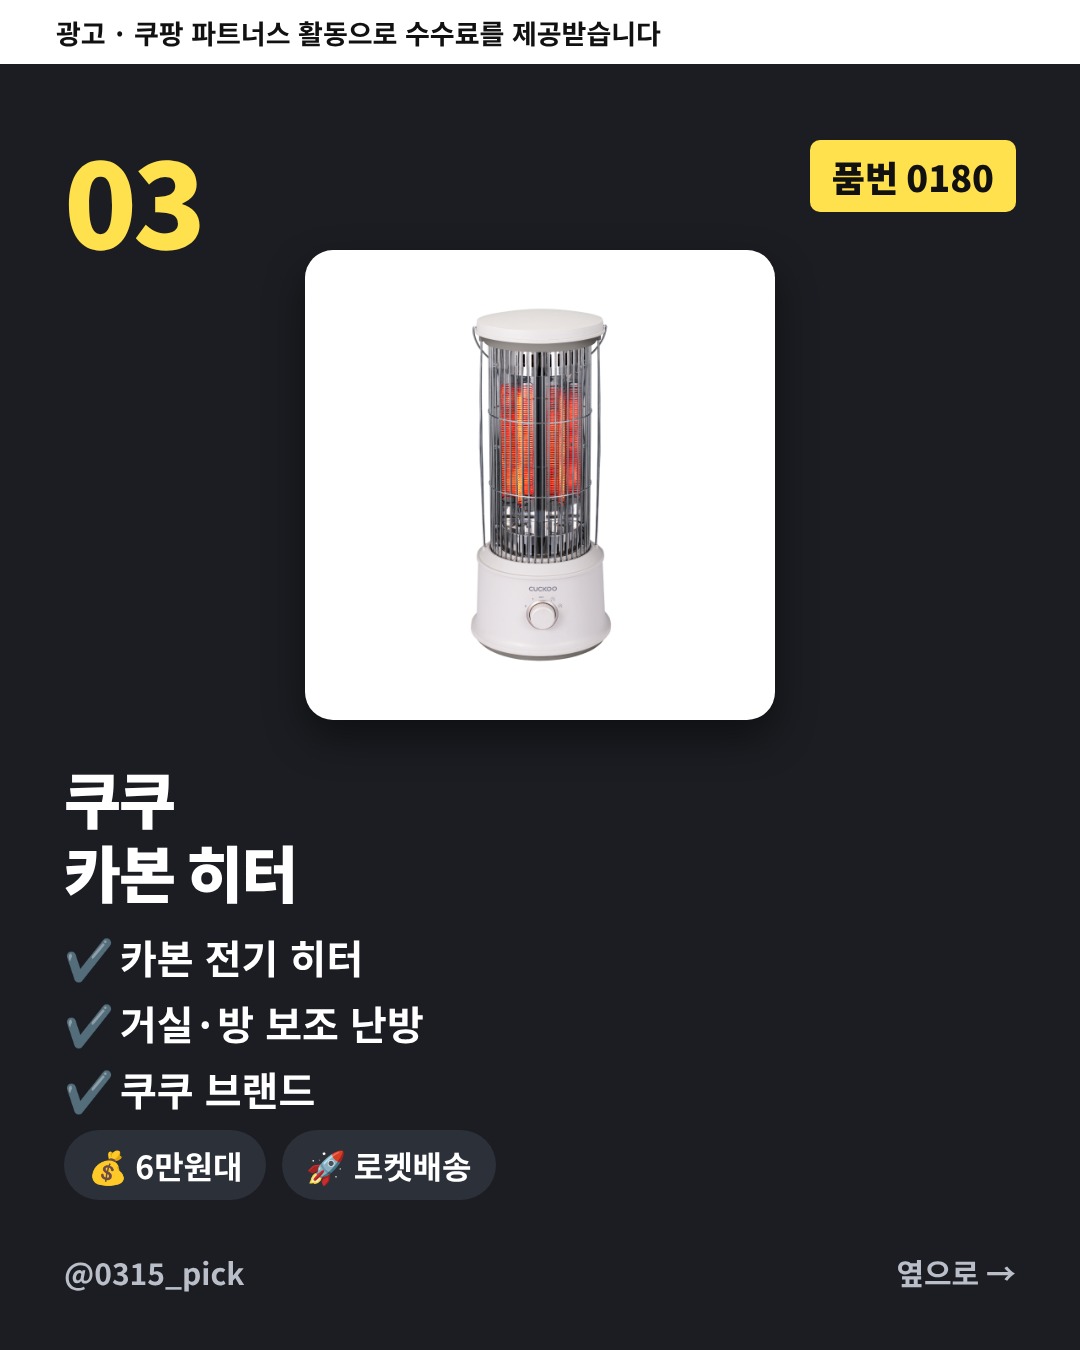 광고 · 쿠팡 파트너스 활동으로 수수료를 제공받습니다
03
품번 0180
CUCKOO
쿠쿠
카본 히터
✔️ 카본 전기 히터
✔️ 거실·방 보조 난방
✔️ 쿠쿠 브랜드
💰 6만원대
🚀 로켓배송
@0315_pick
옆으로 →